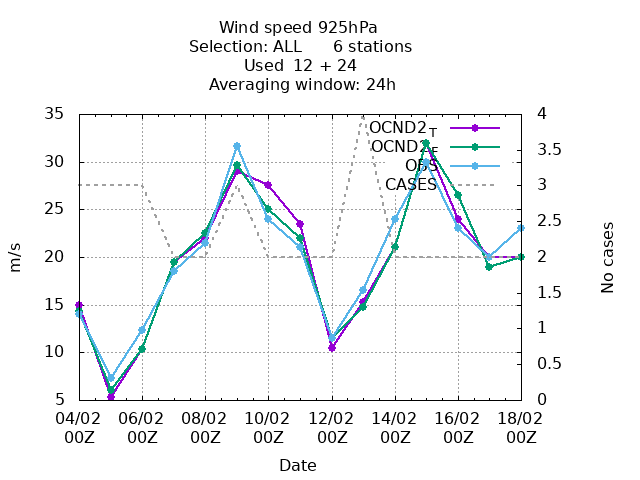 Wind speed 925hPa
Selection: ALL 6 stations
Used 12 + 24
Averaging window: 24h
35
30
25
20
15
10
5
m/s
4
3.5
3
2.5
2
1.5
1
0.5
0
No cases
OCND2_T
OBS
CASES
04/02 06/02 08/02 10/02 12/02 14/02 16/02 18/02
00Z 00Z 00Z 00Z 00Z 00Z 00Z 00Z
Date